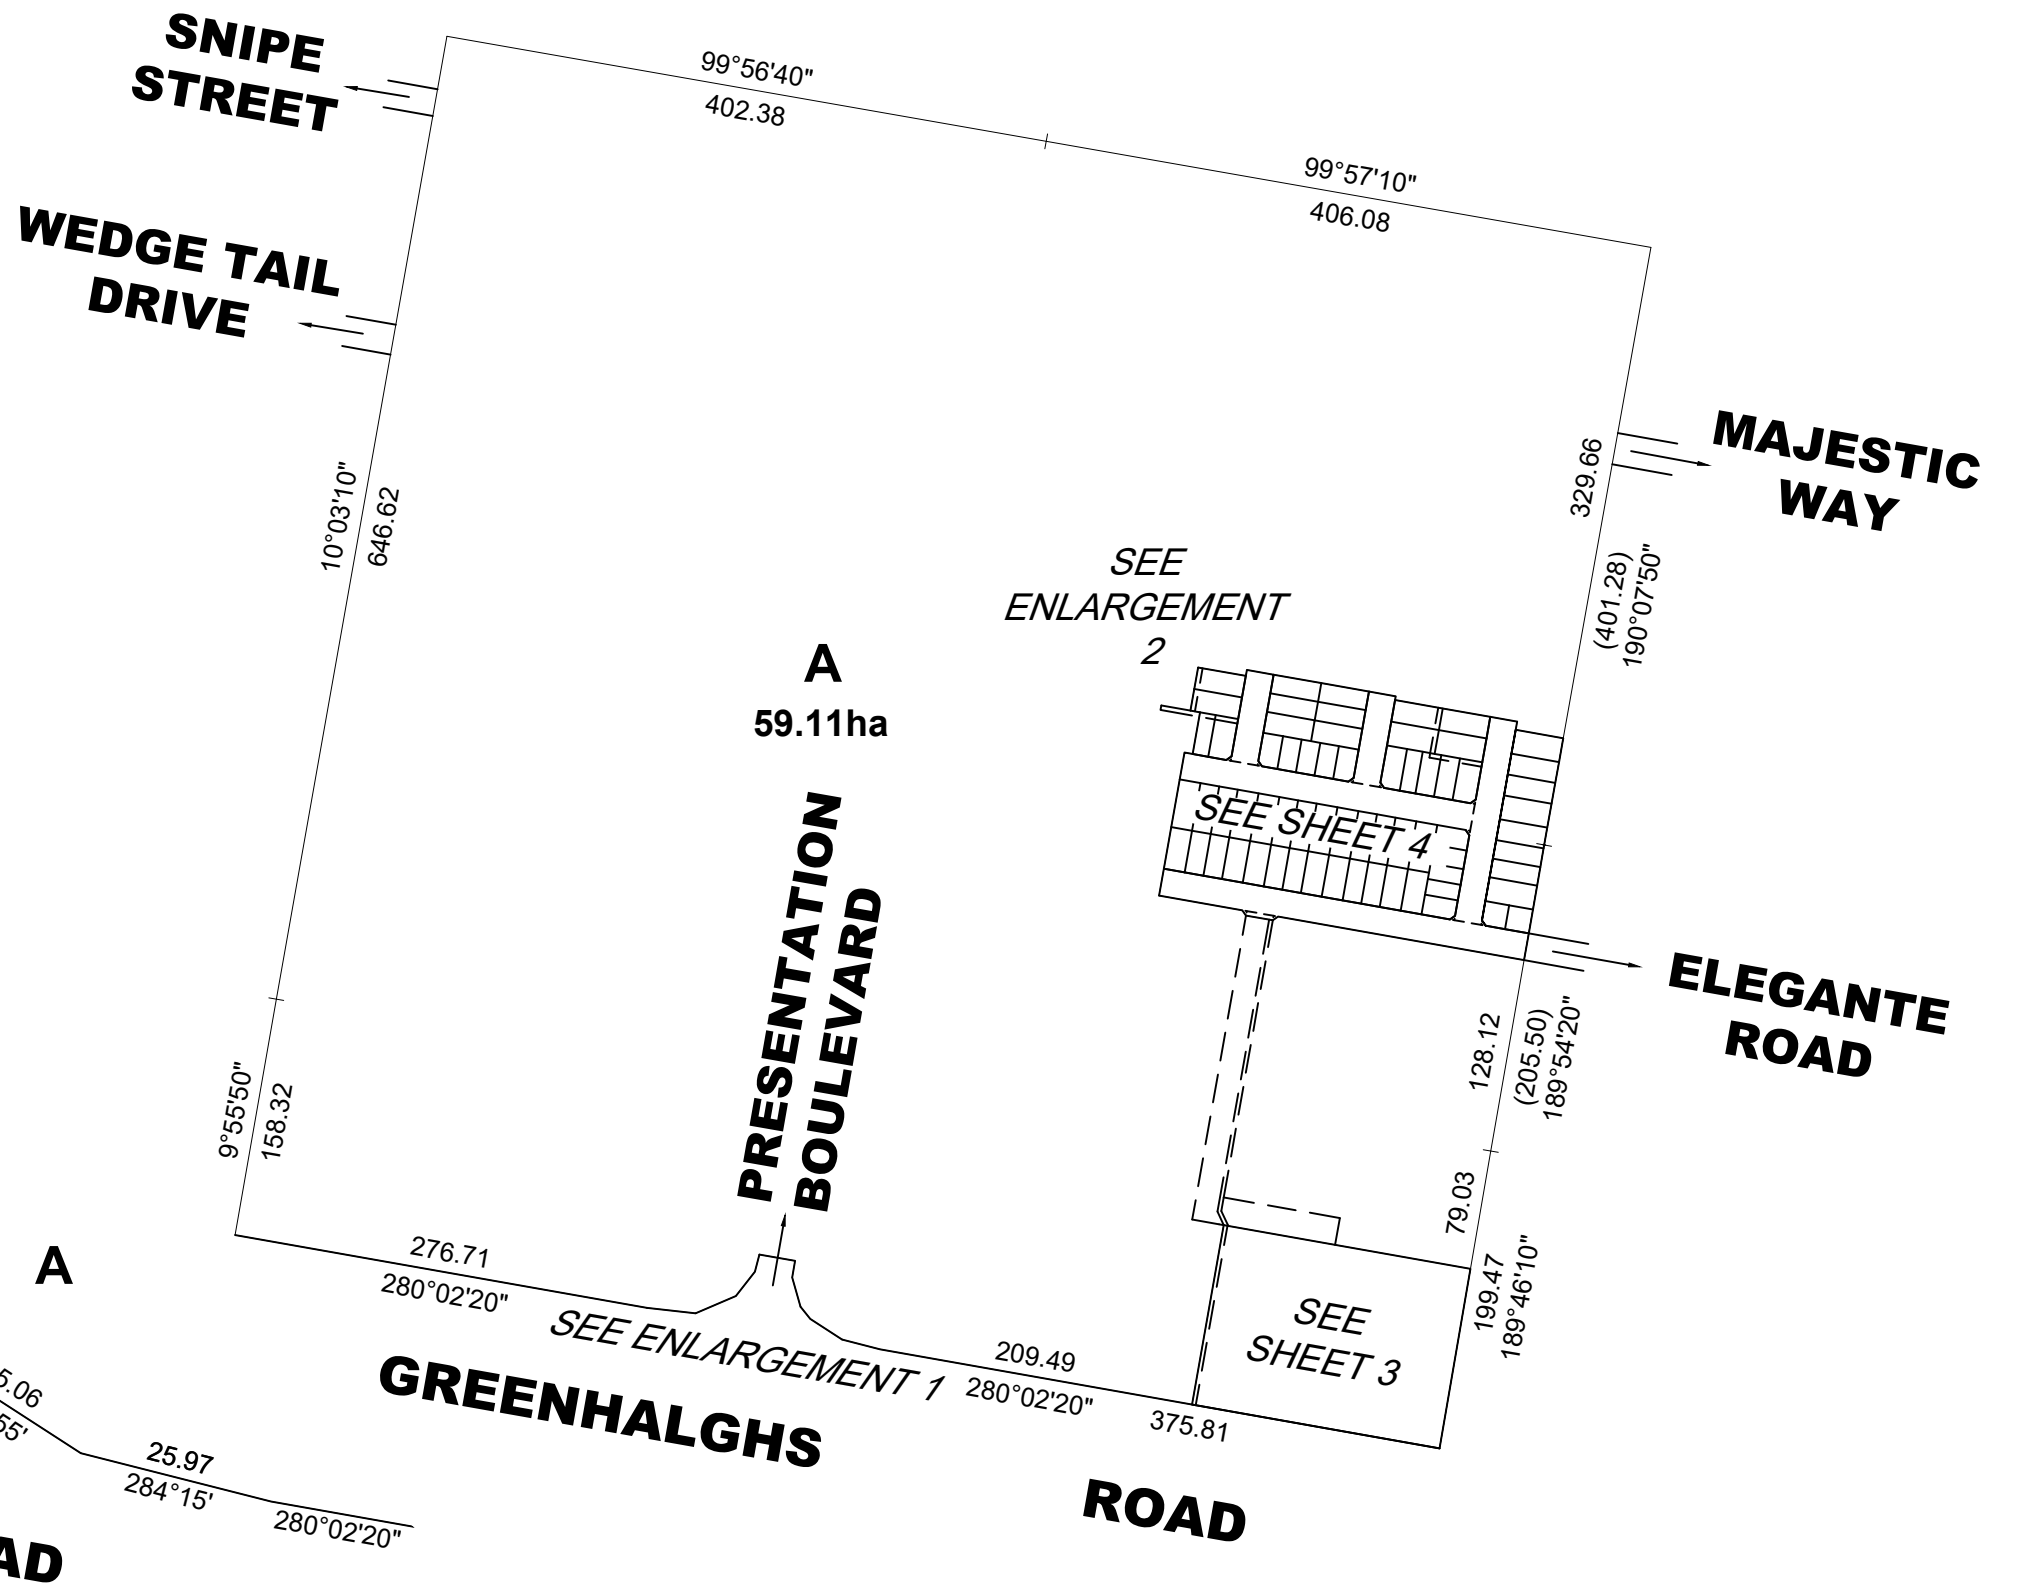 SNIPE
STREET
99°56'40"
402.38
99°57'10"
406.08
WEDGE TAIL
DRIVE
10°03'10"
646.62
MAJESTIC
WAY
329.66
(401.28)
190°07'50"
SEE
ENLARGEMENT
2
A
59.11ha
SEE SHEET 4
PRESENTATION
BOULEVARD
ELEGANTE
ROAD
128.12
(205.50)
189°54'20"
9°55'50"
158.32
79.03
199.47
189°46'10"
276.71
280°02'20"
SEE ENLARGEMENT 1
209.49
280°02'20"
375.81
SEE
SHEET 3
GREENHALGHS
ROAD
A
5.06
55'
25.97
284°15'
280°02'20"
AD